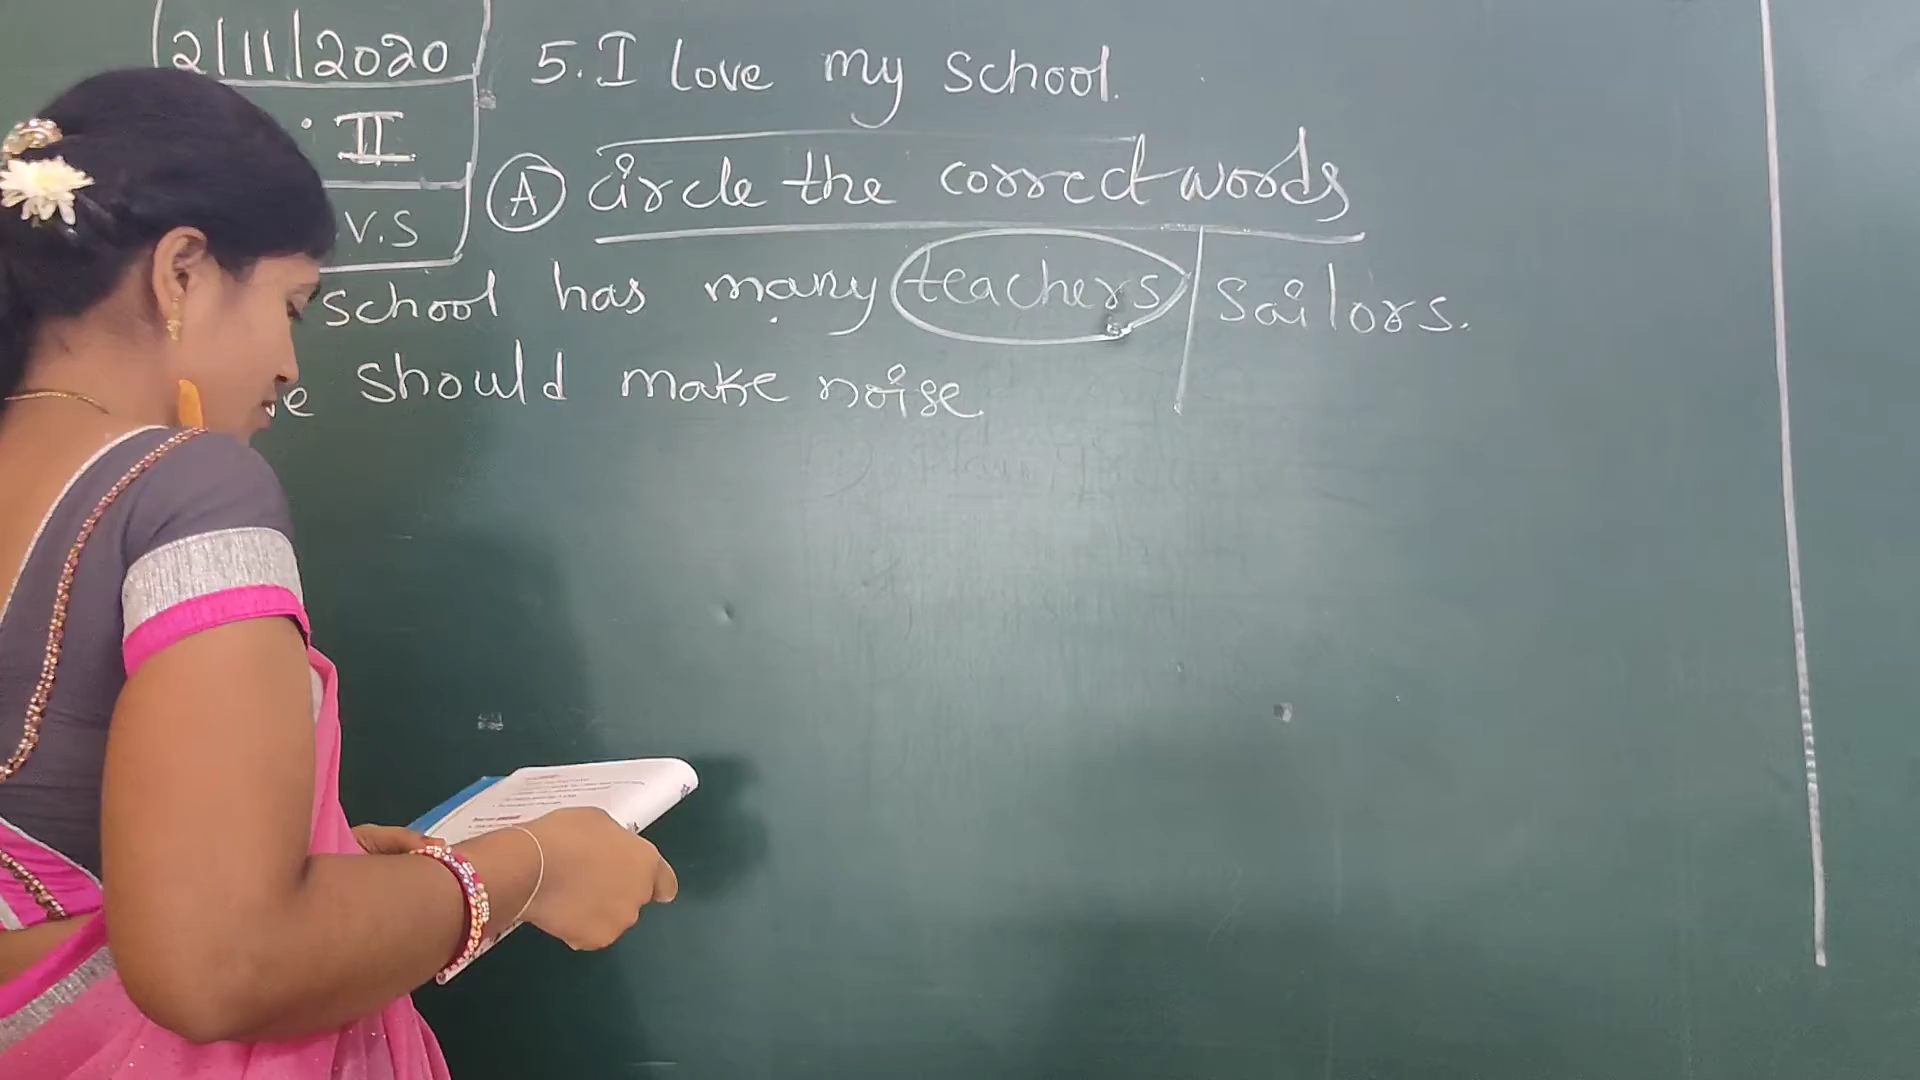 2/11/2020
II
V.S
5. I love my school.
A circle the correct words
school has many teachers / sailors.
should make noise